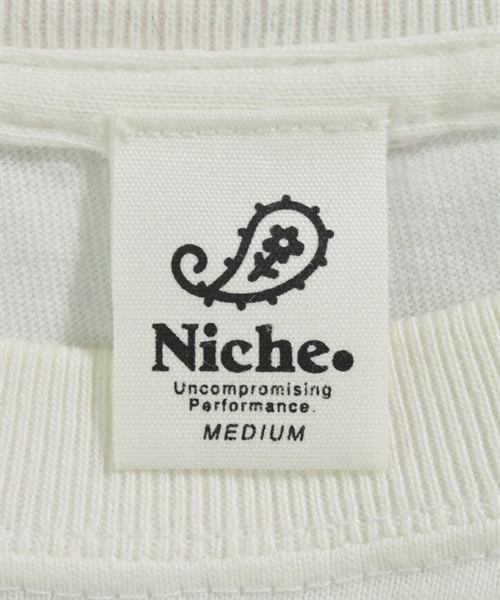 Niche.
Uncompromising
Performance.
MEDIUM